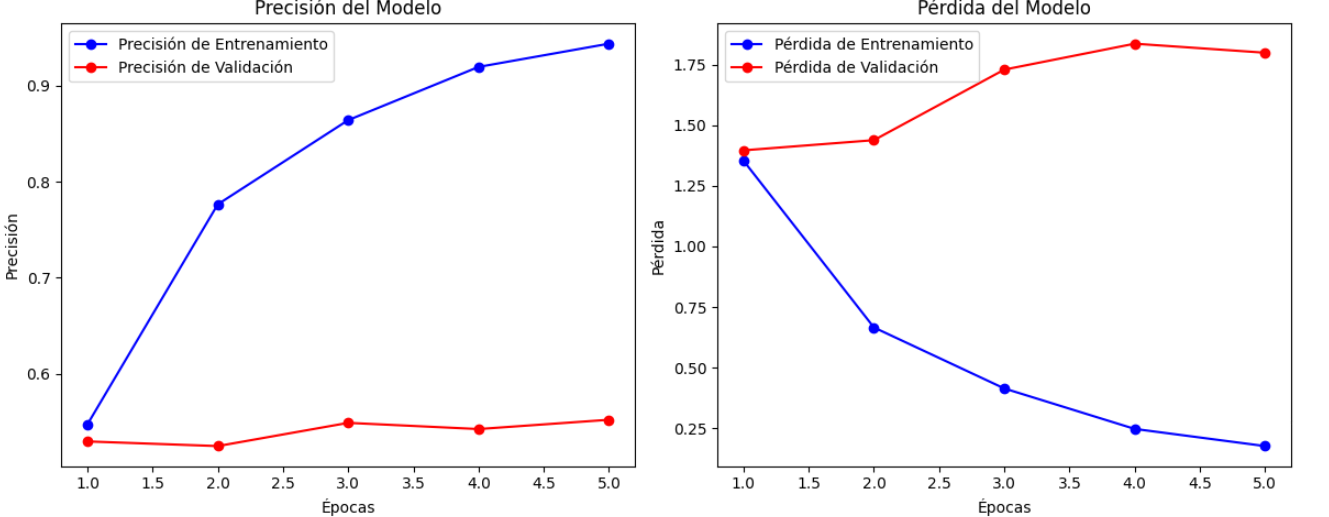 Precisión del Modelo
Precisión de Entrenamiento
Precisión de Validación
0.9
0.8
0.7
0.6
Precisión
1.0 1.5 2.0 2.5 3.0 3.5 4.0 4.5 5.0
Épocas
Pérdida del Modelo
Pérdida de Entrenamiento
Pérdida de Validación
1.75
1.50
1.25
1.00
0.75
0.50
0.25
Pérdida
1.0 1.5 2.0 2.5 3.0 3.5 4.0 4.5 5.0
Épocas